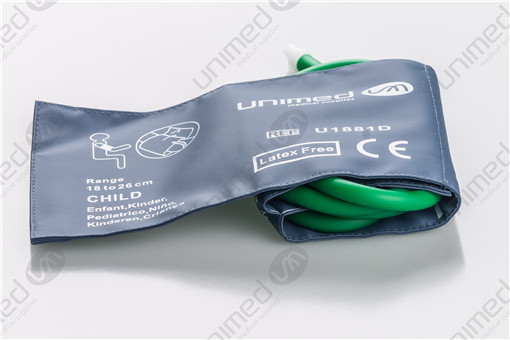 unimed
medical supplies
REF U1881D
Latex Free
CE
Range
18 to 26 cm
CHILD
Enfant,Kinder,
Pediatrico,Niño,
Kinderen,Criança